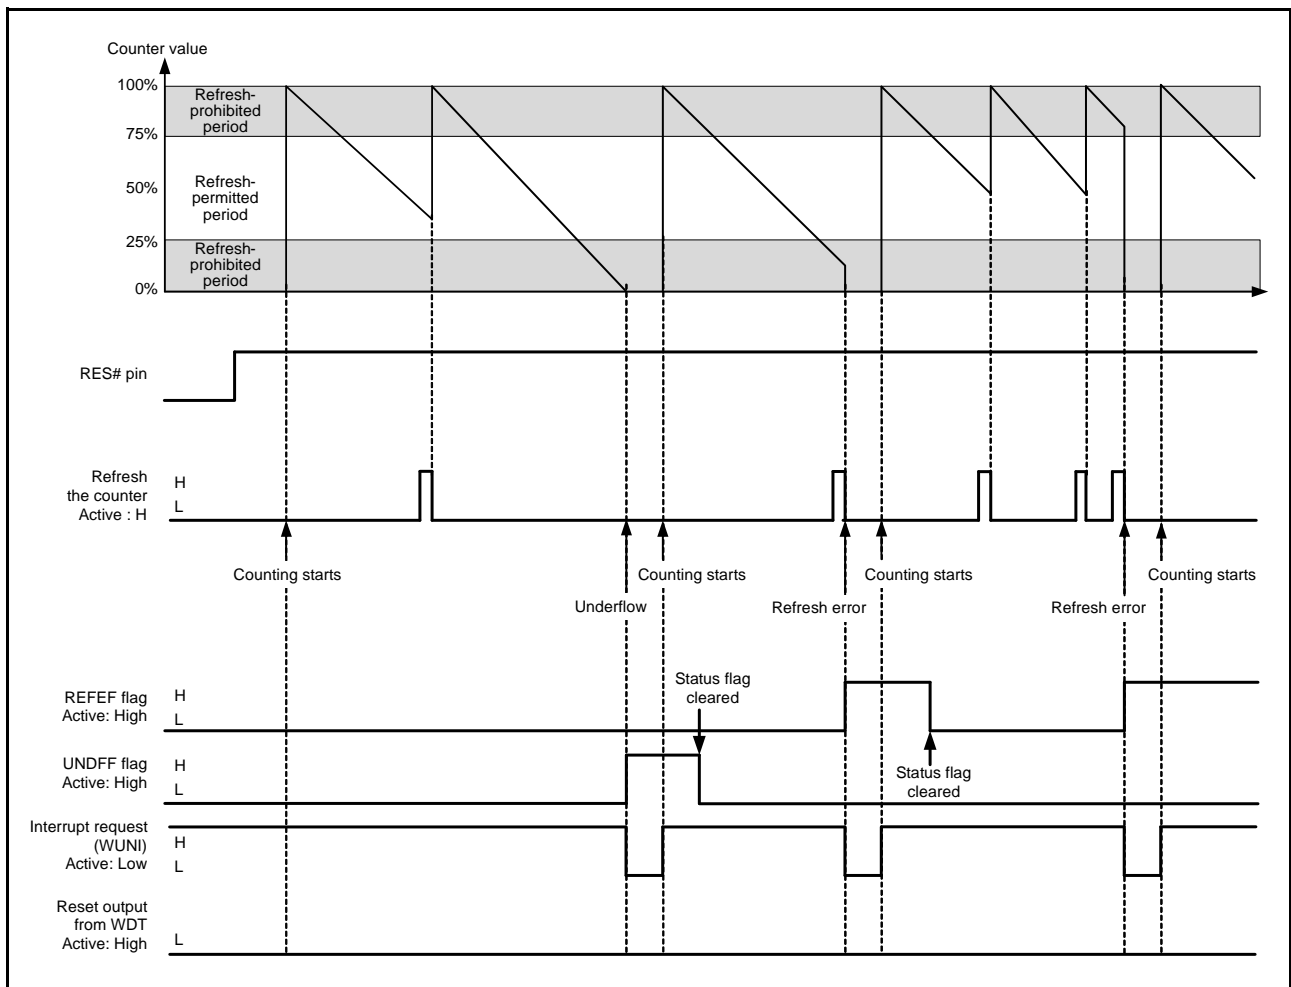 Counter value
100%
Refresh-
prohibited
period
75%
Refresh-
permitted
period
50%
25%
Refresh-
prohibited
period
0%
RES# pin
Refresh
the counter
Active : H
H
L
Counting starts
Counting starts
Counting starts
Counting starts
Underflow
Refresh error
Refresh error
Status flag
cleared
REFEF flag
Active: High
H
L
UNDFF flag
Active: High
H
L
Status flag
cleared
Interrupt request
(WUNI)
Active: Low
H
L
Reset output
from WDT
Active: High
L